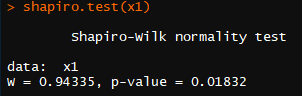 > shapiro.test(x1)
Shapiro-Wilk normality test
data:  x1
W = 0.94335, p-value = 0.01832